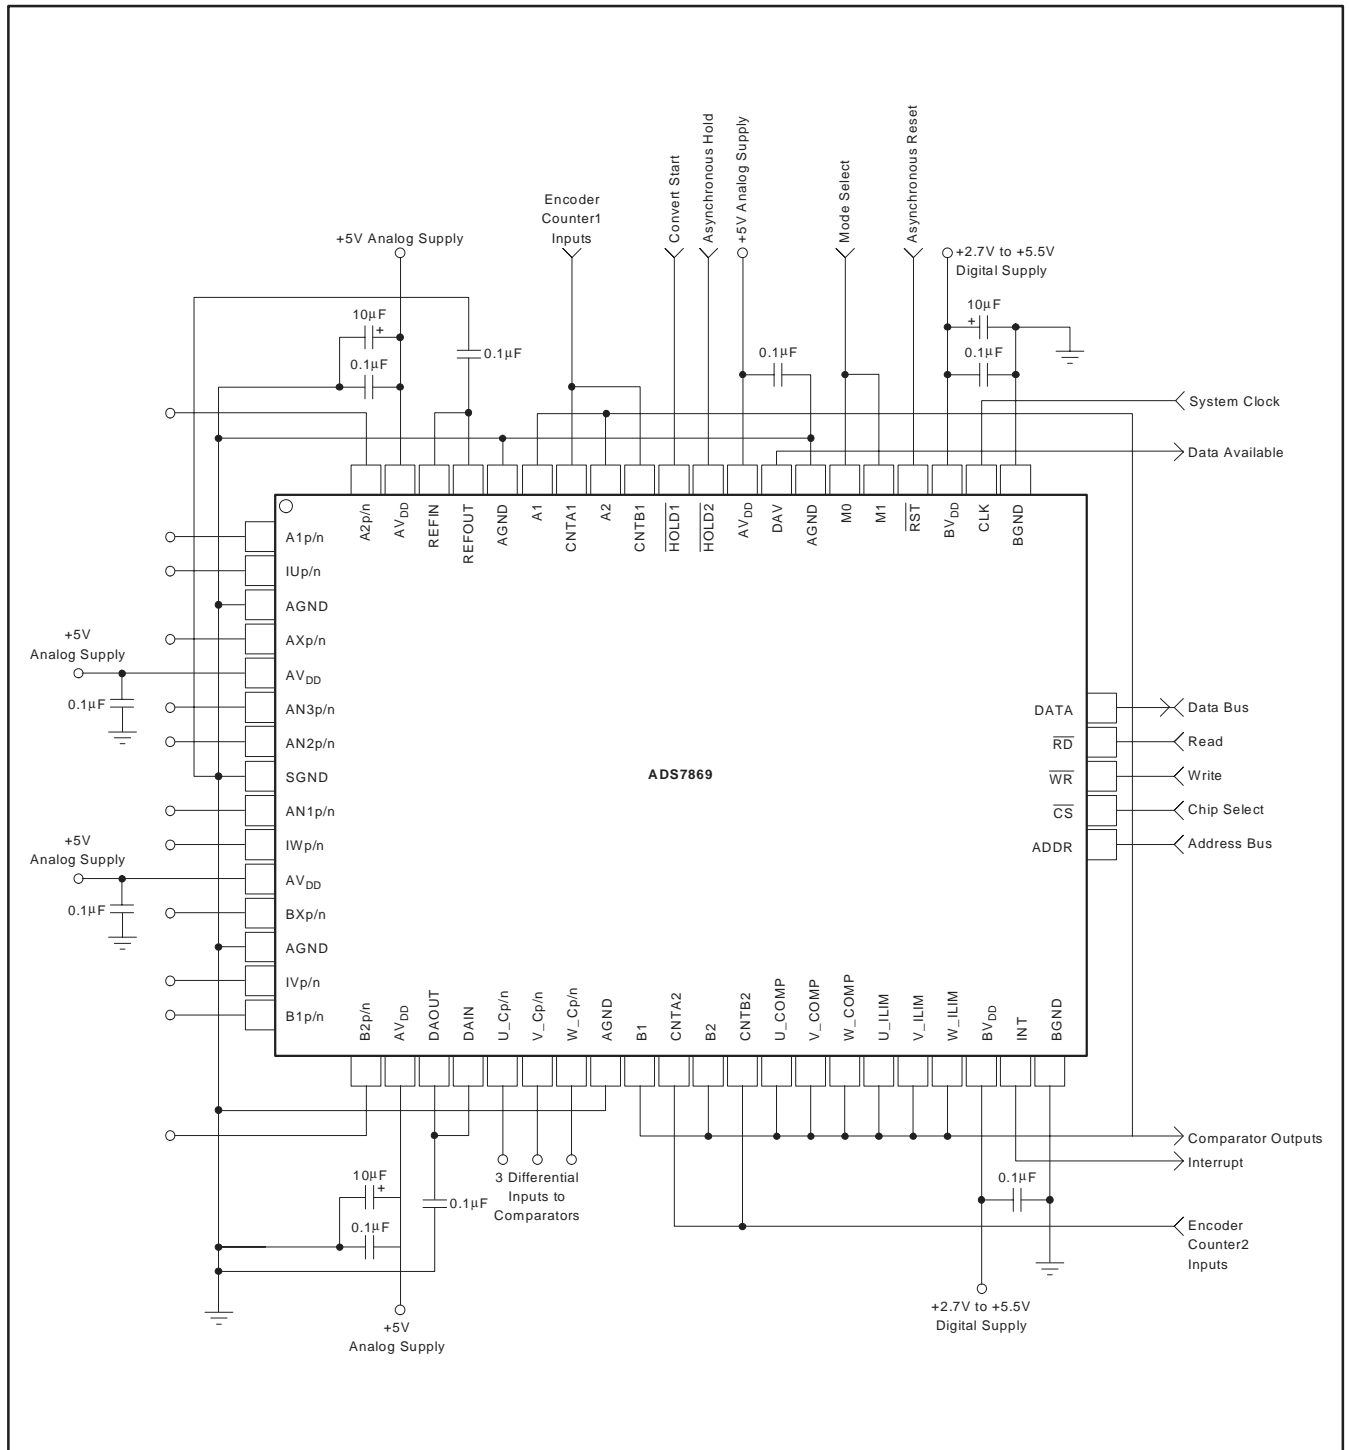 Convert Start
Asynchronous Hold
+5V Analog Supply
Mode Select
Asynchronous Reset
Encoder
Counter1
Inputs
+5V Analog Supply
+2.7V to +5.5V
Digital Supply
10µF
+
0.1µF
0.1µF
0.1µF
10µF
+
0.1µF
System Clock
Data Available
A2p/n
AVDD
REFIN
REFOUT
AGND
A1
CNTA1
A2
CNTB1
HOLD1
HOLD2
AVDD
DAV
AGND
M0
M1
RST
BVDD
CLK
BGND
A1p/n
IUp/n
AGND
AXp/n
+5V
Analog Supply
AVDD
0.1µF
AN3p/n
AN2p/n
SGND
AN1p/n
IWp/n
+5V
Analog Supply
AVDD
0.1µF
BXp/n
AGND
IVp/n
B1p/n
ADS7869
DATA
Data Bus
RD
Read
WR
Write
CS
Chip Select
ADDR
Address Bus
B2p/n
AVDD
DAOUT
DAIN
U_Cp/n
V_Cp/n
W_Cp/n
AGND
B1
CNTA2
B2
CNTB2
U_COMP
V_COMP
W_COMP
U_ILIM
V_ILIM
W_ILIM
BVDD
INT
BGND
Comparator Outputs
Interrupt
10µF
+
0.1µF
0.1µF
3 Differential
Inputs to
Comparators
0.1µF
Encoder
Counter2
Inputs
+5V
Analog Supply
+2.7V to +5.5V
Digital Supply